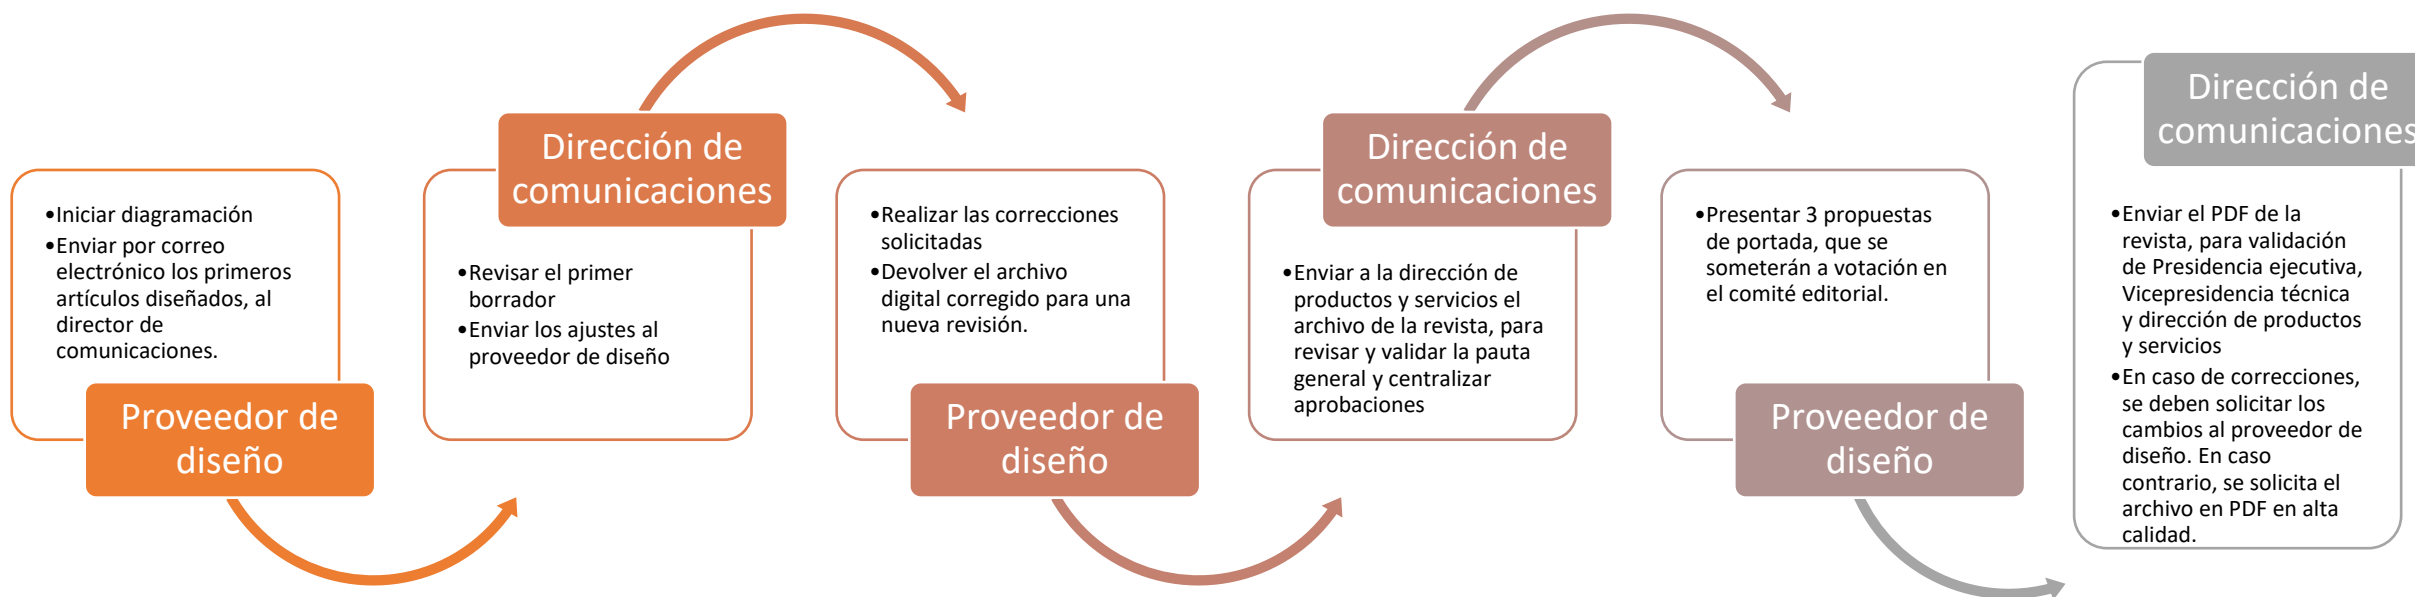 •Iniciar diagramación
•Enviar por correo
electrónico los primeros
artículos diseñados, al
director de
comunicaciones.
Proveedor de
diseño
Dirección de
comunicaciones
•Revisar el primer
borrador
•Enviar los ajustes al
proveedor de diseño
•Realizar las correcciones
solicitadas
•Devolver el archivo
digital corregido para una
nueva revisión.
Proveedor de
diseño
Dirección de
comunicaciones
•Enviar a la dirección de
productos y servicios el
archivo de la revista, para
revisar y validar la pauta
general y centralizar
aprobaciones
•Presentar 3 propuestas
de portada, que se
someterán a votación en
el comité editorial.
Proveedor de
diseño
Dirección de
comunicaciones
•Enviar el PDF de la
revista, para validación
de Presidencia ejecutiva,
Vicepresidencia técnica
y dirección de productos
y servicios
•En caso de correcciones,
se deben solicitar los
cambios al proveedor de
diseño. En caso
contrario, se solicita el
archivo en PDF en alta
calidad.